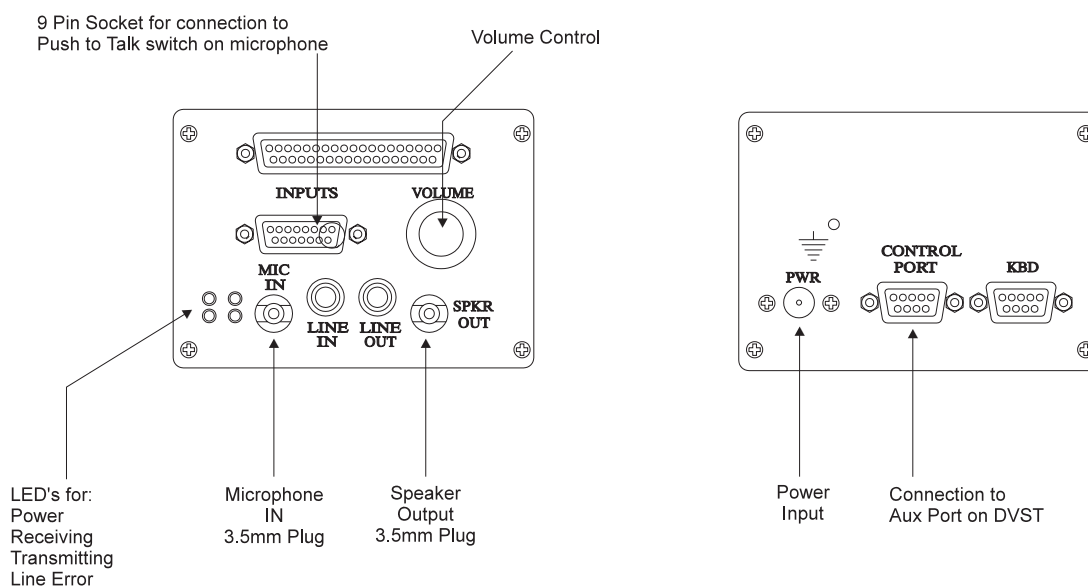 9 Pin Socket for connection to
Push to Talk switch on microphone
Volume Control
INPUTS
VOLUME
MIC
IN
LINE
IN
LINE
OUT
SPKR
OUT
LED's for:
Power
Receiving
Transmitting
Line Error
Microphone
IN
3.5mm Plug
Speaker
Output
3.5mm Plug
PWR
CONTROL
PORT
KBD
Power
Input
Connection to
Aux Port on DVST